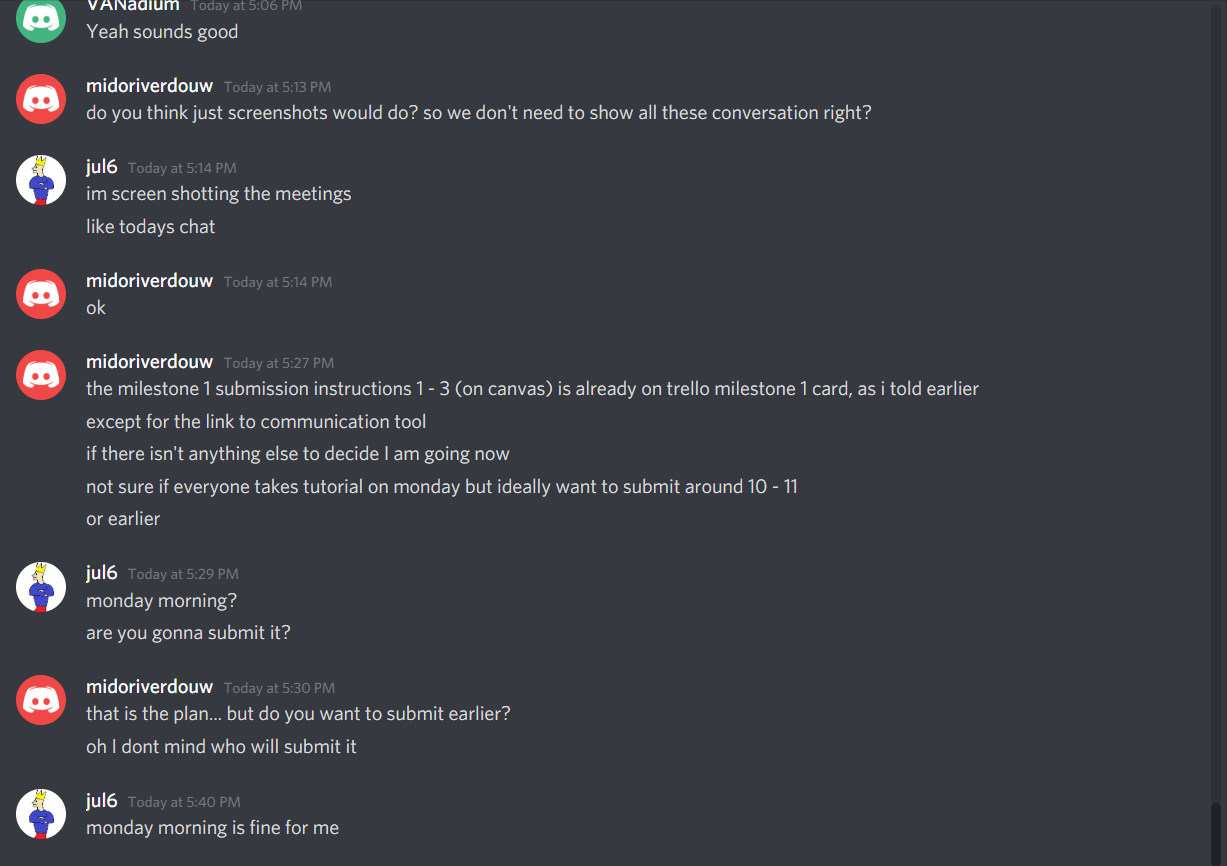 VANadium Today at 5:06 PM
Yeah sounds good
midoriverdouw Today at 5:13 PM
do you think just screenshots would do? so we don't need to show all these conversation right?
jul6 Today at 5:14 PM
im screen shotting the meetings
like todays chat
midoriverdouw Today at 5:14 PM
ok
midoriverdouw Today at 5:27 PM
the milestone 1 submission instructions 1 - 3 (on canvas) is already on trello milestone 1 card, as i told earlier
except for the link to communication tool
if there isn't anything else to decide I am going now
not sure if everyone takes tutorial on monday but ideally want to submit around 10 - 11
or earlier
jul6 Today at 5:29 PM
monday morning?
are you gonna submit it?
midoriverdouw Today at 5:30 PM
that is the plan... but do you want to submit earlier?
oh I dont mind who will submit it
jul6 Today at 5:40 PM
monday morning is fine for me